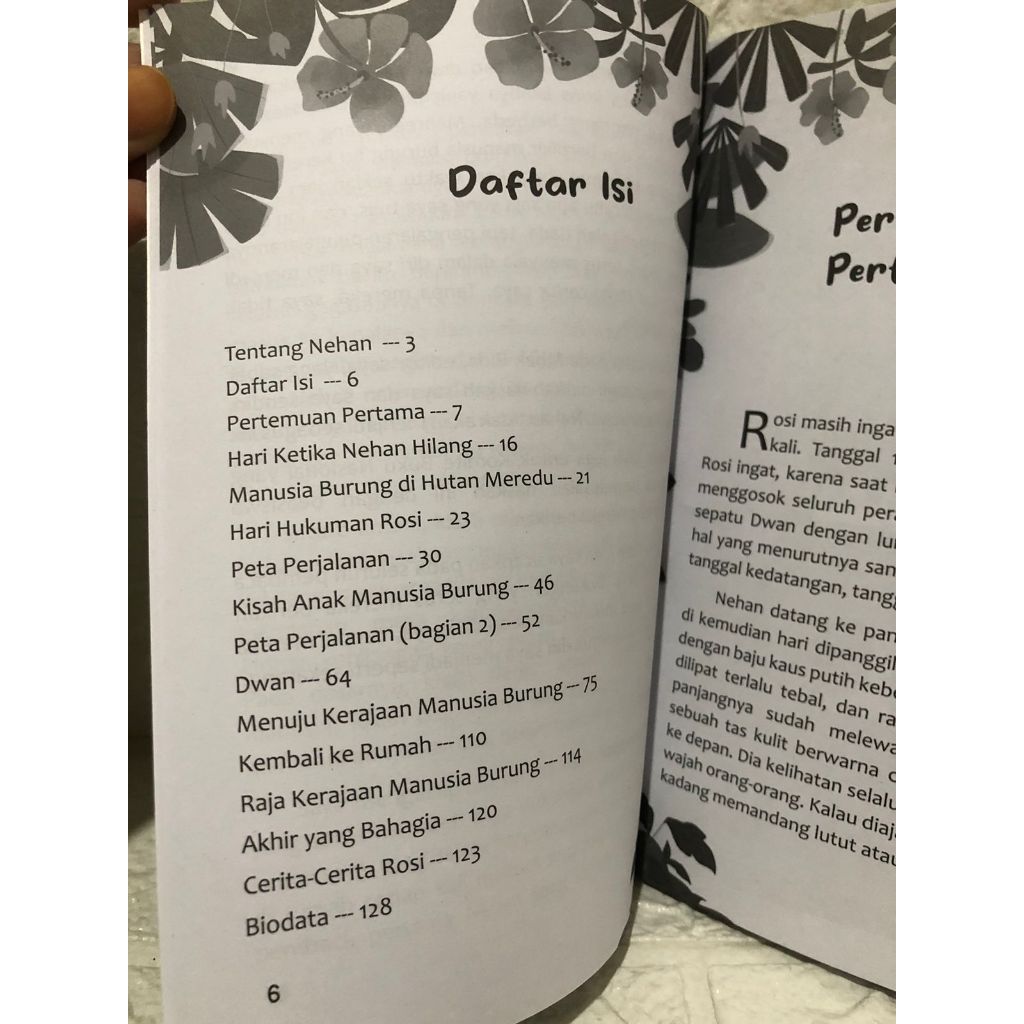 Daftar Isi
Tentang Nehan --- 3
Daftar Isi --- 6
Pertemuan Pertama --- 7
Hari Ketika Nehan Hilang --- 16
Manusia Burung di Hutan Meredu --- 21
Hari Hukuman Rosi --- 23
Peta Perjalanan --- 30
Kisah Anak Manusia Burung --- 46
Peta Perjalanan (bagian 2) --- 52
Dwan --- 64
Menuju Kerajaan Manusia Burung --- 75
Kembali ke Rumah --- 110
Raja Kerajaan Manusia Burung --- 114
Akhir yang Bahagia --- 120
Cerita-Cerita Rosi --- 123
Biodata --- 128
6
Per
Pert
Rosi masih inga
kali. Tanggal 1
Rosi ingat, karena saat
menggosok seluruh pera
sepatu Dwan dengan lu
hal yang menurutnya san
tanggal kedatangan, tangg
Nehan datang ke pan
di kemudian hari dipanggil
dengan baju kaus putih kebe
dilipat terlalu tebal, dan ra
panjangnya sudah melewa
sebuah tas kulit berwarna c
ke depan. Dia kelihatan selalu
wajah orang-orang. Kalau diaja
kadang memandang lutut atau